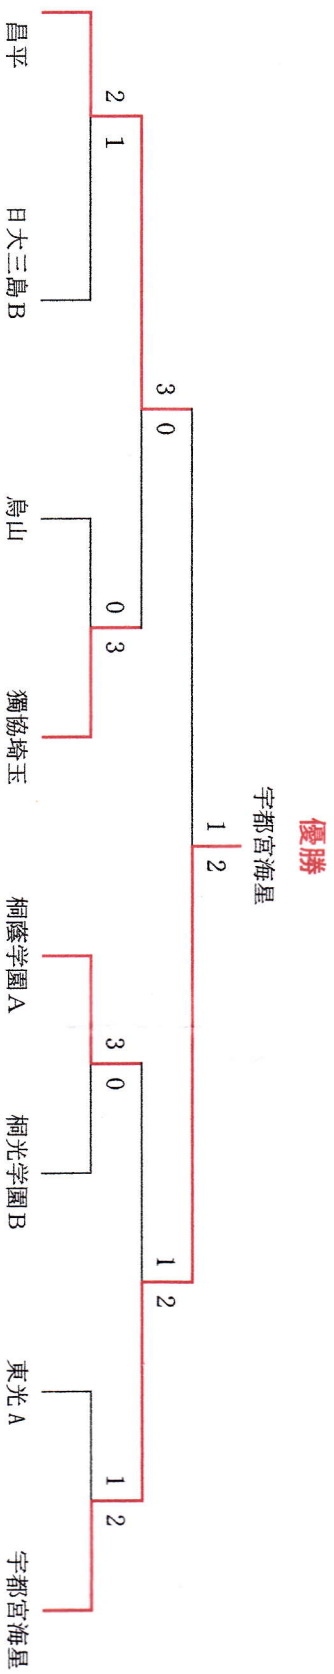 優勝
宇都宮海星
1 2
3 0
1 2
2 1
0 3
3 0
1 2
昌平
日大三島B
烏山
獨協埼玉
桐蔭学園A
桐光学園B
東光A
宇都宮海星